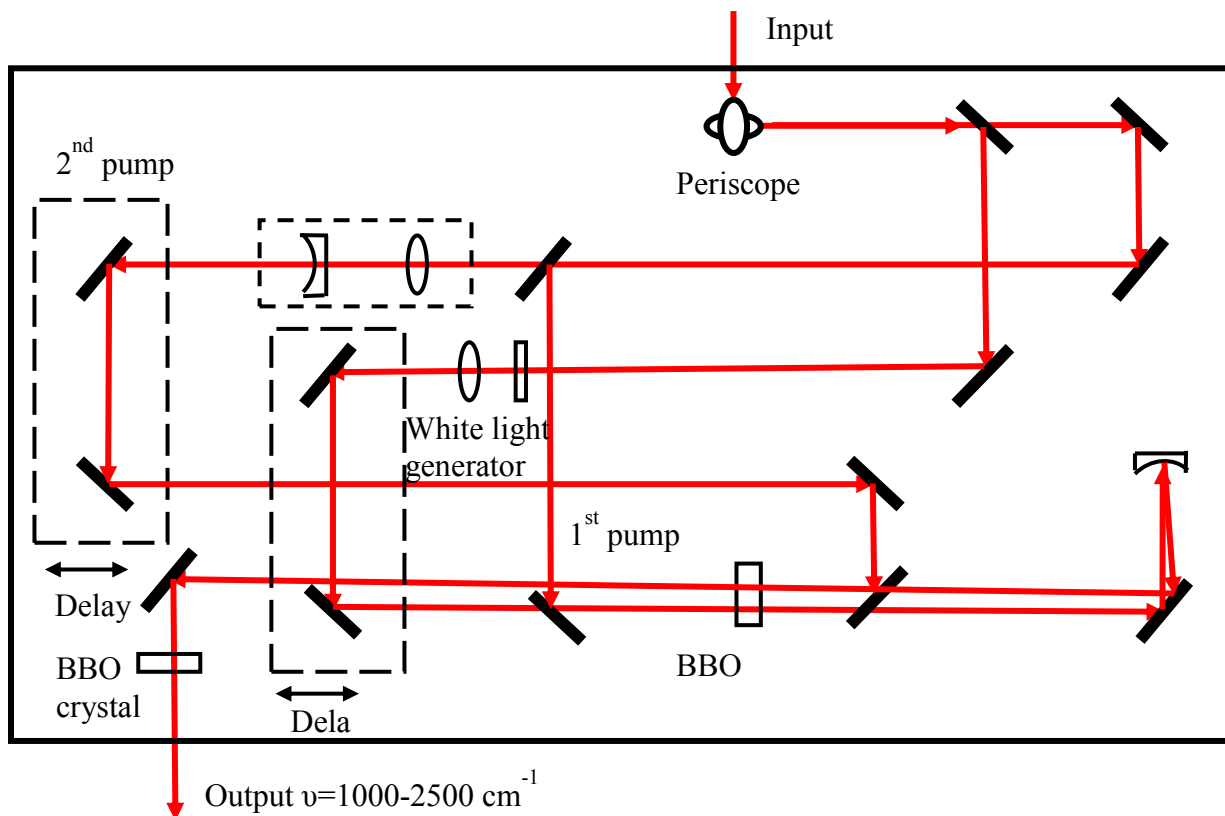 Input
Periscope
2nd pump
White light
generator
1st pump
Delay
BBO
crystal
BBO
Dela
Output υ=1000-2500 cm-1